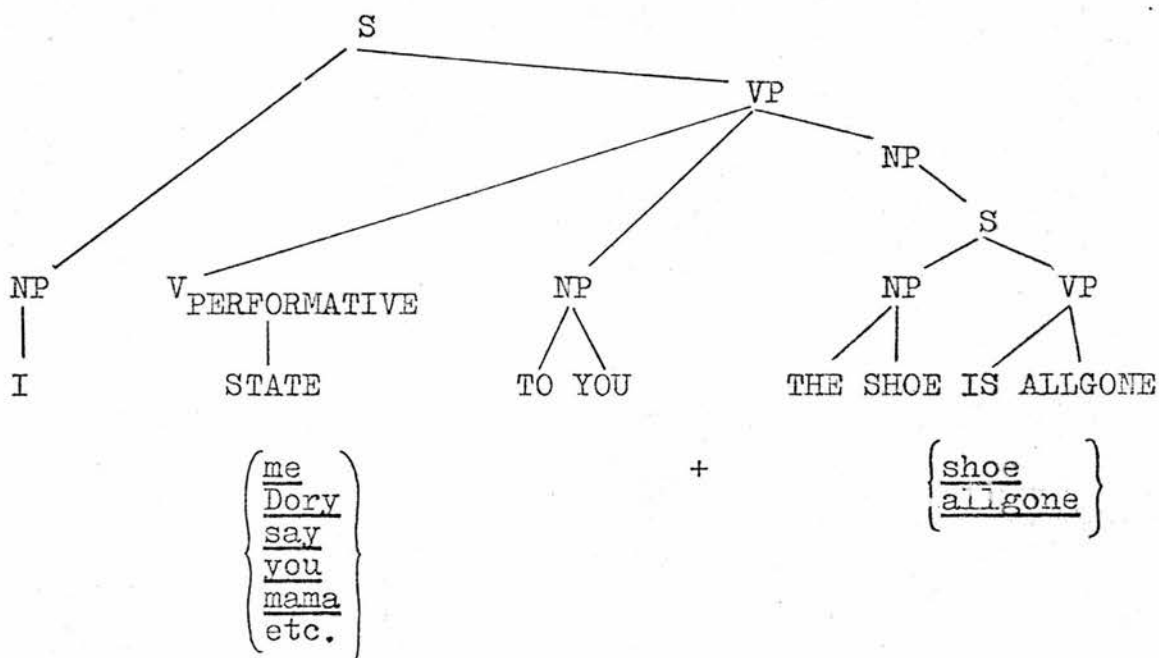 S
VP
NP
S
NP V PERFORMATIVE NP NP VP
I STATE TO YOU THE SHOE IS ALLGONE
me + shoe
Dory allgone
say
you
mama
etc.